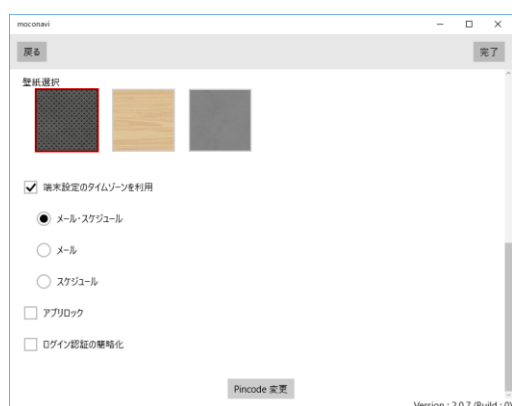 moconavi
戻る
完了
壁紙選択
端末設定のタイムゾーンを利用
メール・スケジュール
メール
スケジュール
アプリロック
ログイン認証の簡略化
Pincode 変更
Version : 2.0.7 (Build : 0)